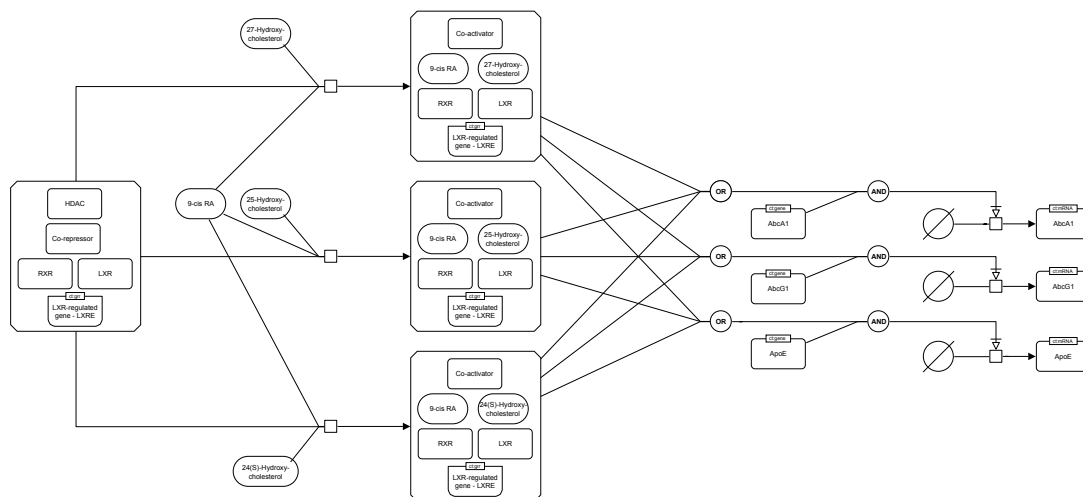 27-Hydroxy-
cholesterol
Co-activator
9-cis RA
27-Hydroxy-
cholesterol
RXR
LXR
ct:grr
LXR-regulated
gene - LXRE
HDAC
Co-repressor
RXR
LXR
ct:grr
LXR-regulated
gene - LXRE
9-cis RA
25-Hydroxy-
cholesterol
Co-activator
9-cis RA
25-Hydroxy-
cholesterol
RXR
LXR
ct:grr
LXR-regulated
gene - LXRE
24(S)-Hydroxy-
cholesterol
Co-activator
9-cis RA
24(S)-Hydroxy-
cholesterol
RXR
LXR
ct:grr
LXR-regulated
gene - LXRE
OR
ct:gene
AbcA1
AND
ct:mRNA
AbcA1
OR
ct:gene
AbcG1
AND
ct:mRNA
AbcG1
OR
ct:gene
ApoE
AND
ct:mRNA
ApoE